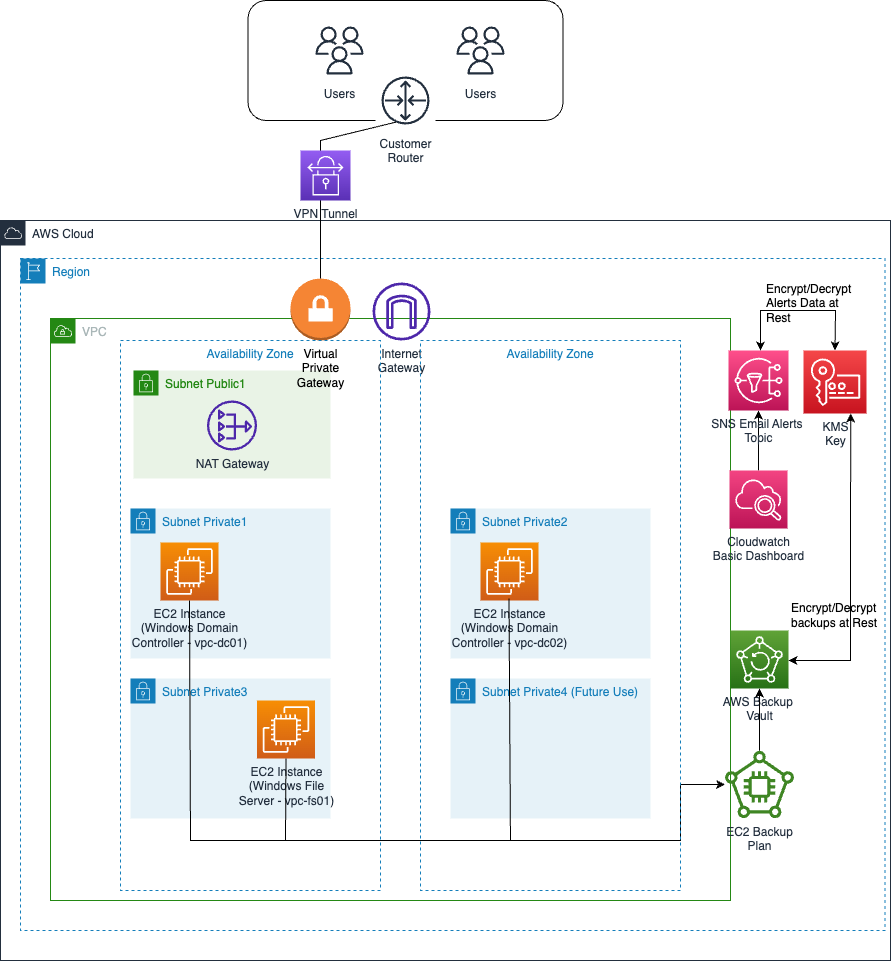 Users
Users
Customer
Router
VPN Tunnel
AWS Cloud
Region
Encrypt/Decrypt
Alerts Data at
Rest
VPC
Availability Zone
Virtual
Private
Gateway
Internet
Gateway
Availability Zone
Subnet Public1
NAT Gateway
SNS Email Alerts
Topic
KMS
Key
Subnet Private1
EC2 Instance
(Windows Domain
Controller - vpc-dc01)
Subnet Private2
EC2 Instance
(Windows Domain
Controller - vpc-dc02)
Cloudwatch
Basic Dashboard
Encrypt/Decrypt
backups at Rest
Subnet Private3
EC2 Instance
(Windows File
Server - vpc-fs01)
Subnet Private4 (Future Use)
AWS Backup
Vault
EC2 Backup
Plan